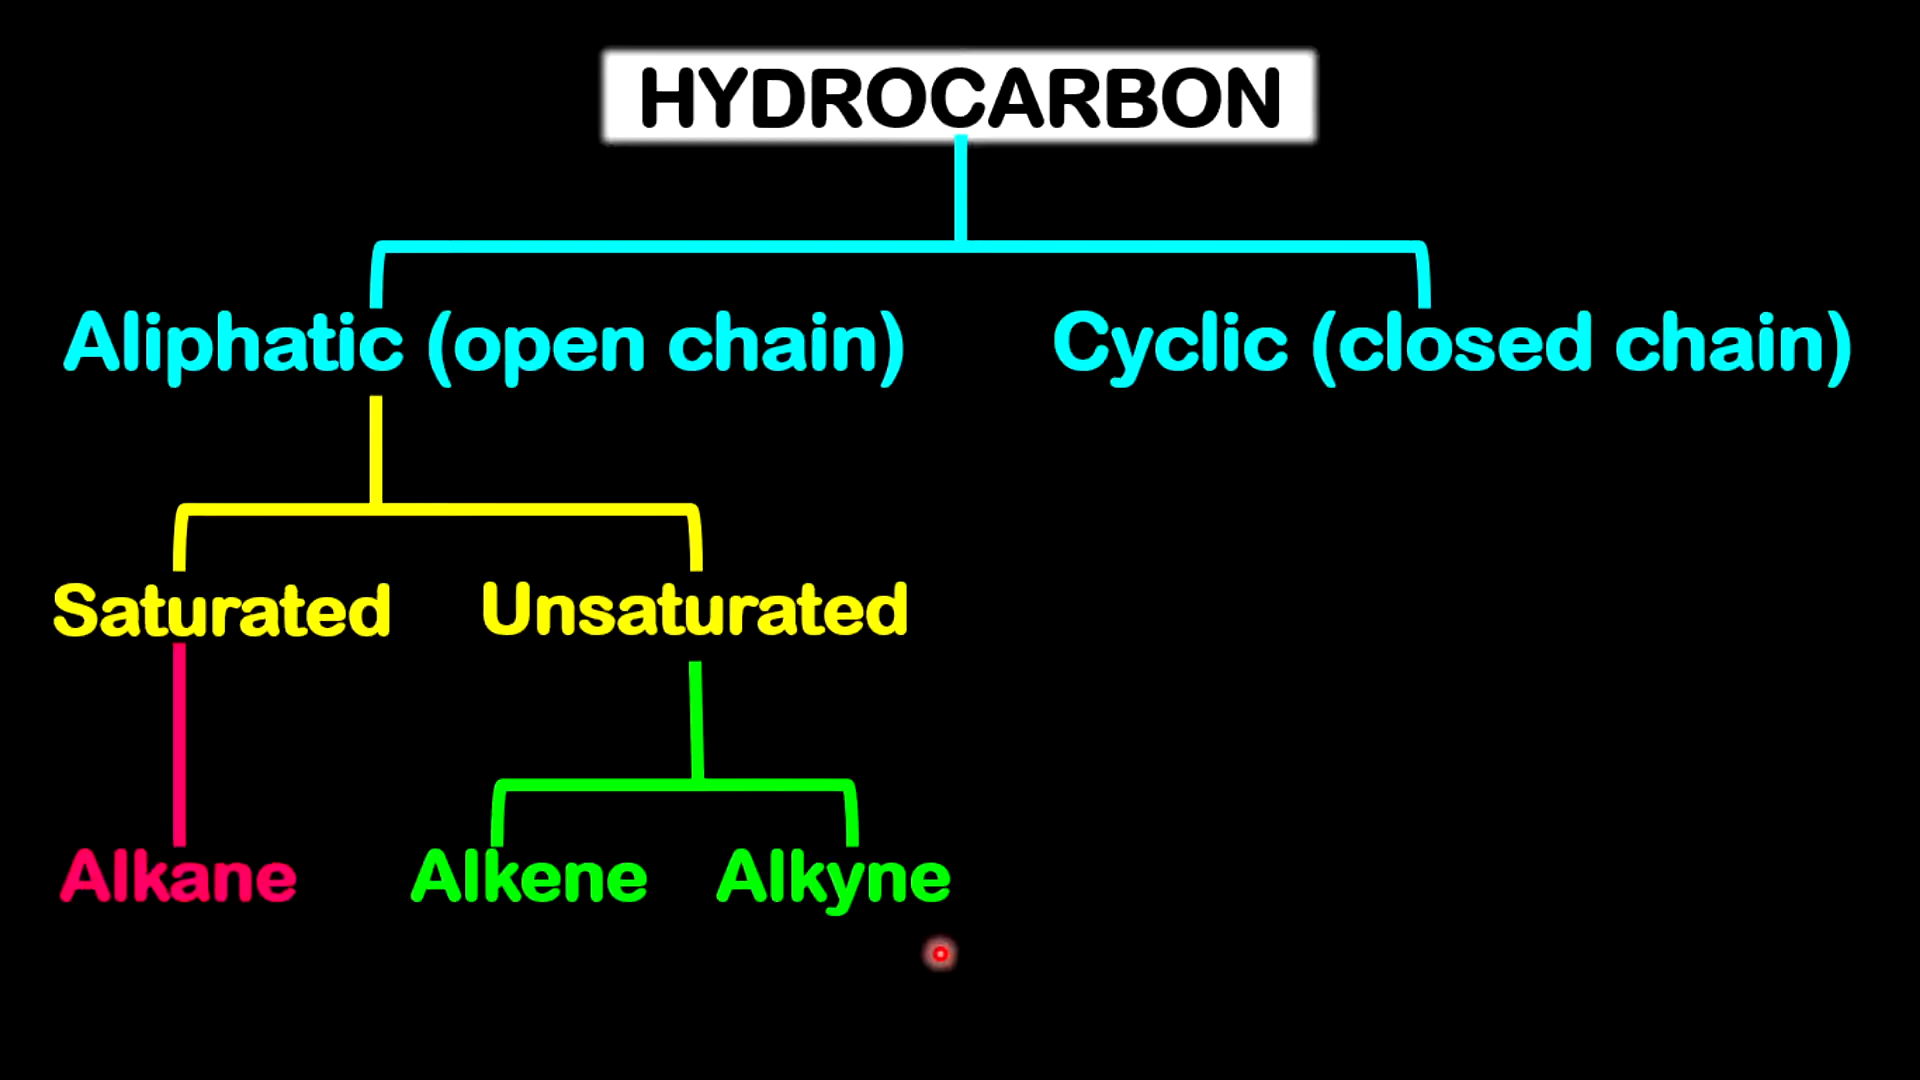 HYDROCARBON
Aliphatic (open chain) Cyclic (closed chain)
Saturated Unsaturated
Alkane Alkene Alkyne